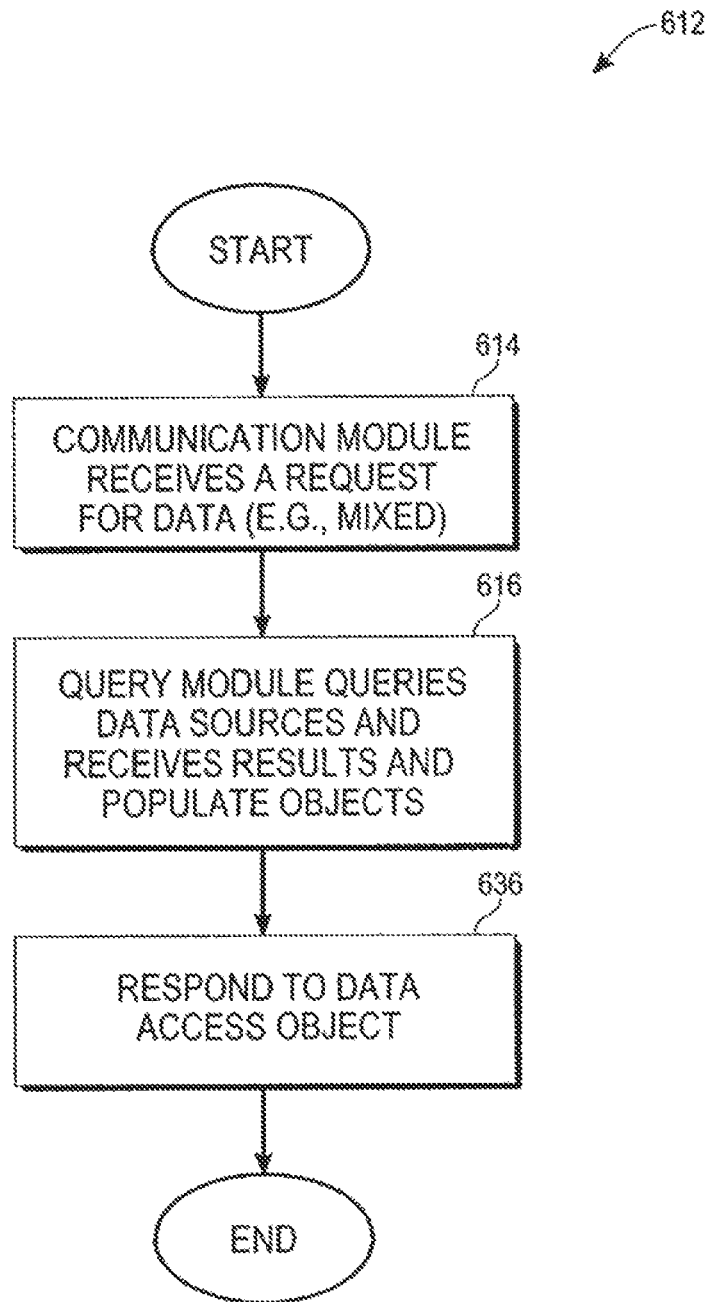 612
START
614
COMMUNICATION MODULE
RECEIVES A REQUEST
FOR DATA (E.G., MIXED)
616
QUERY MODULE QUERIES
DATA SOURCES AND
RECEIVES RESULTS AND
POPULATE OBJECTS
636
RESPOND TO DATA
ACCESS OBJECT
END